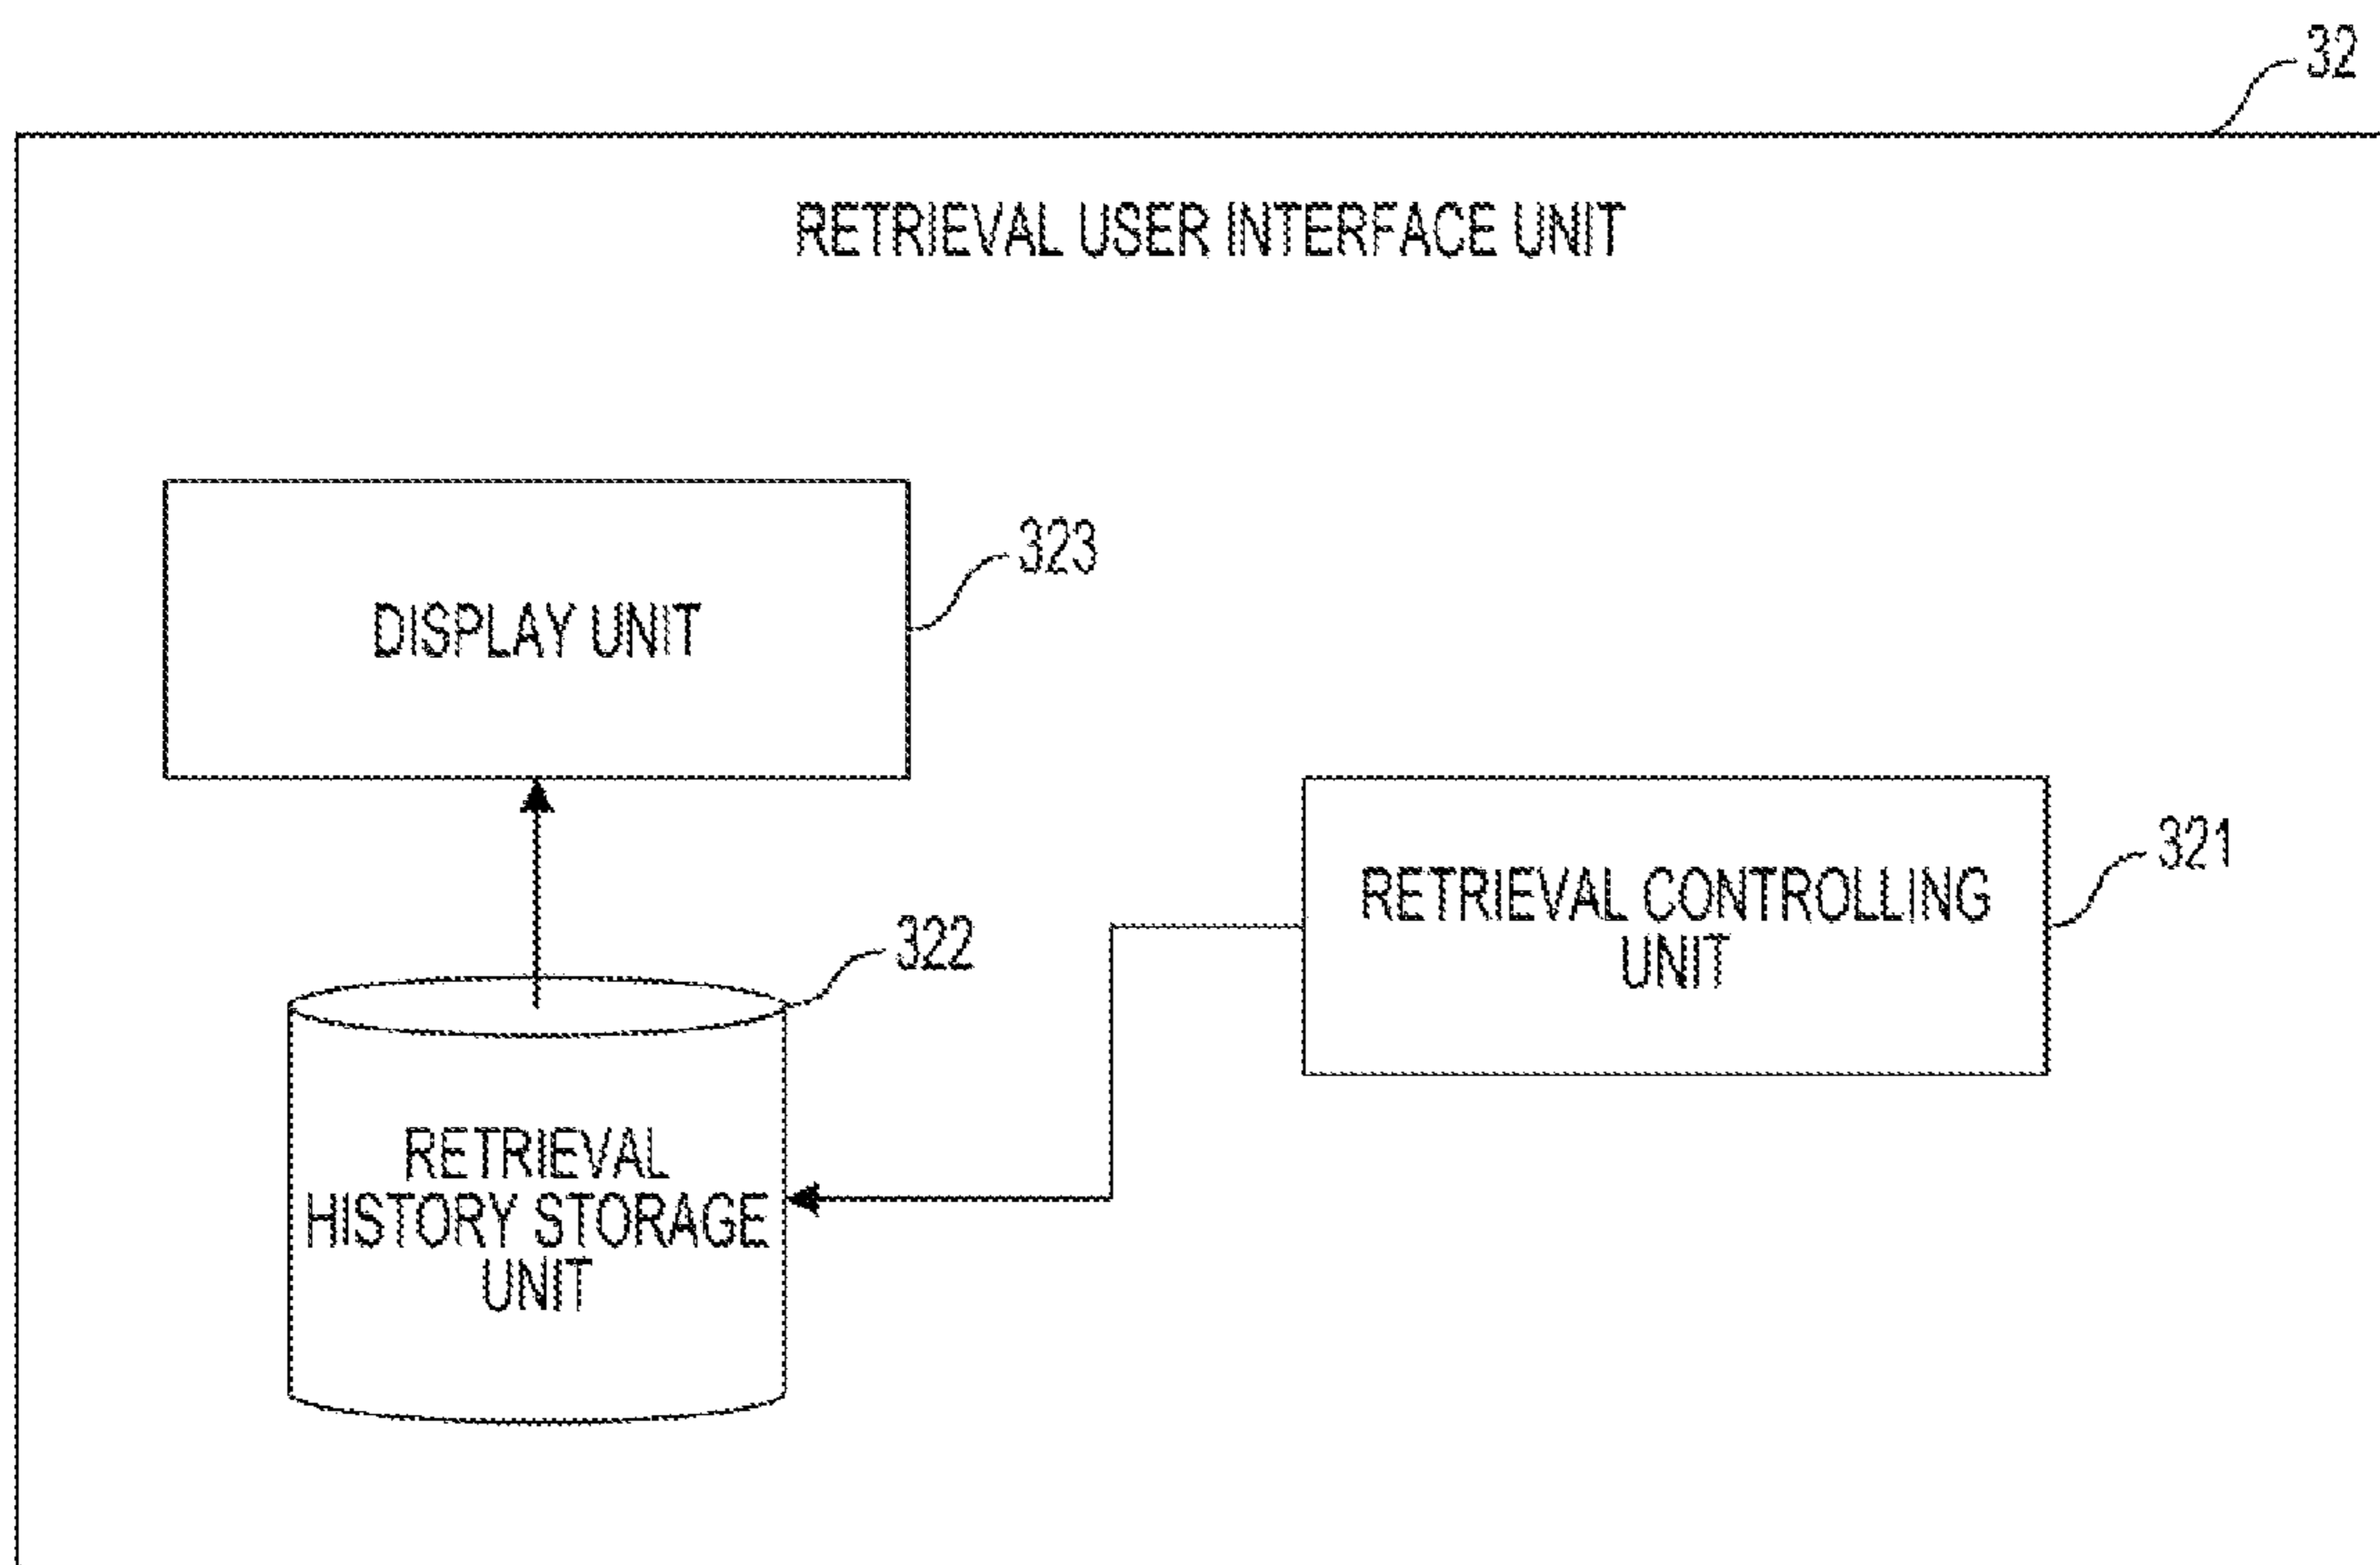 32
RETRIEVAL USER INTERFACE UNIT
323
DISPLAY UNIT
321
RETRIEVAL CONTROLLING
UNIT
322
RETRIEVAL
HISTORY STORAGE
UNIT